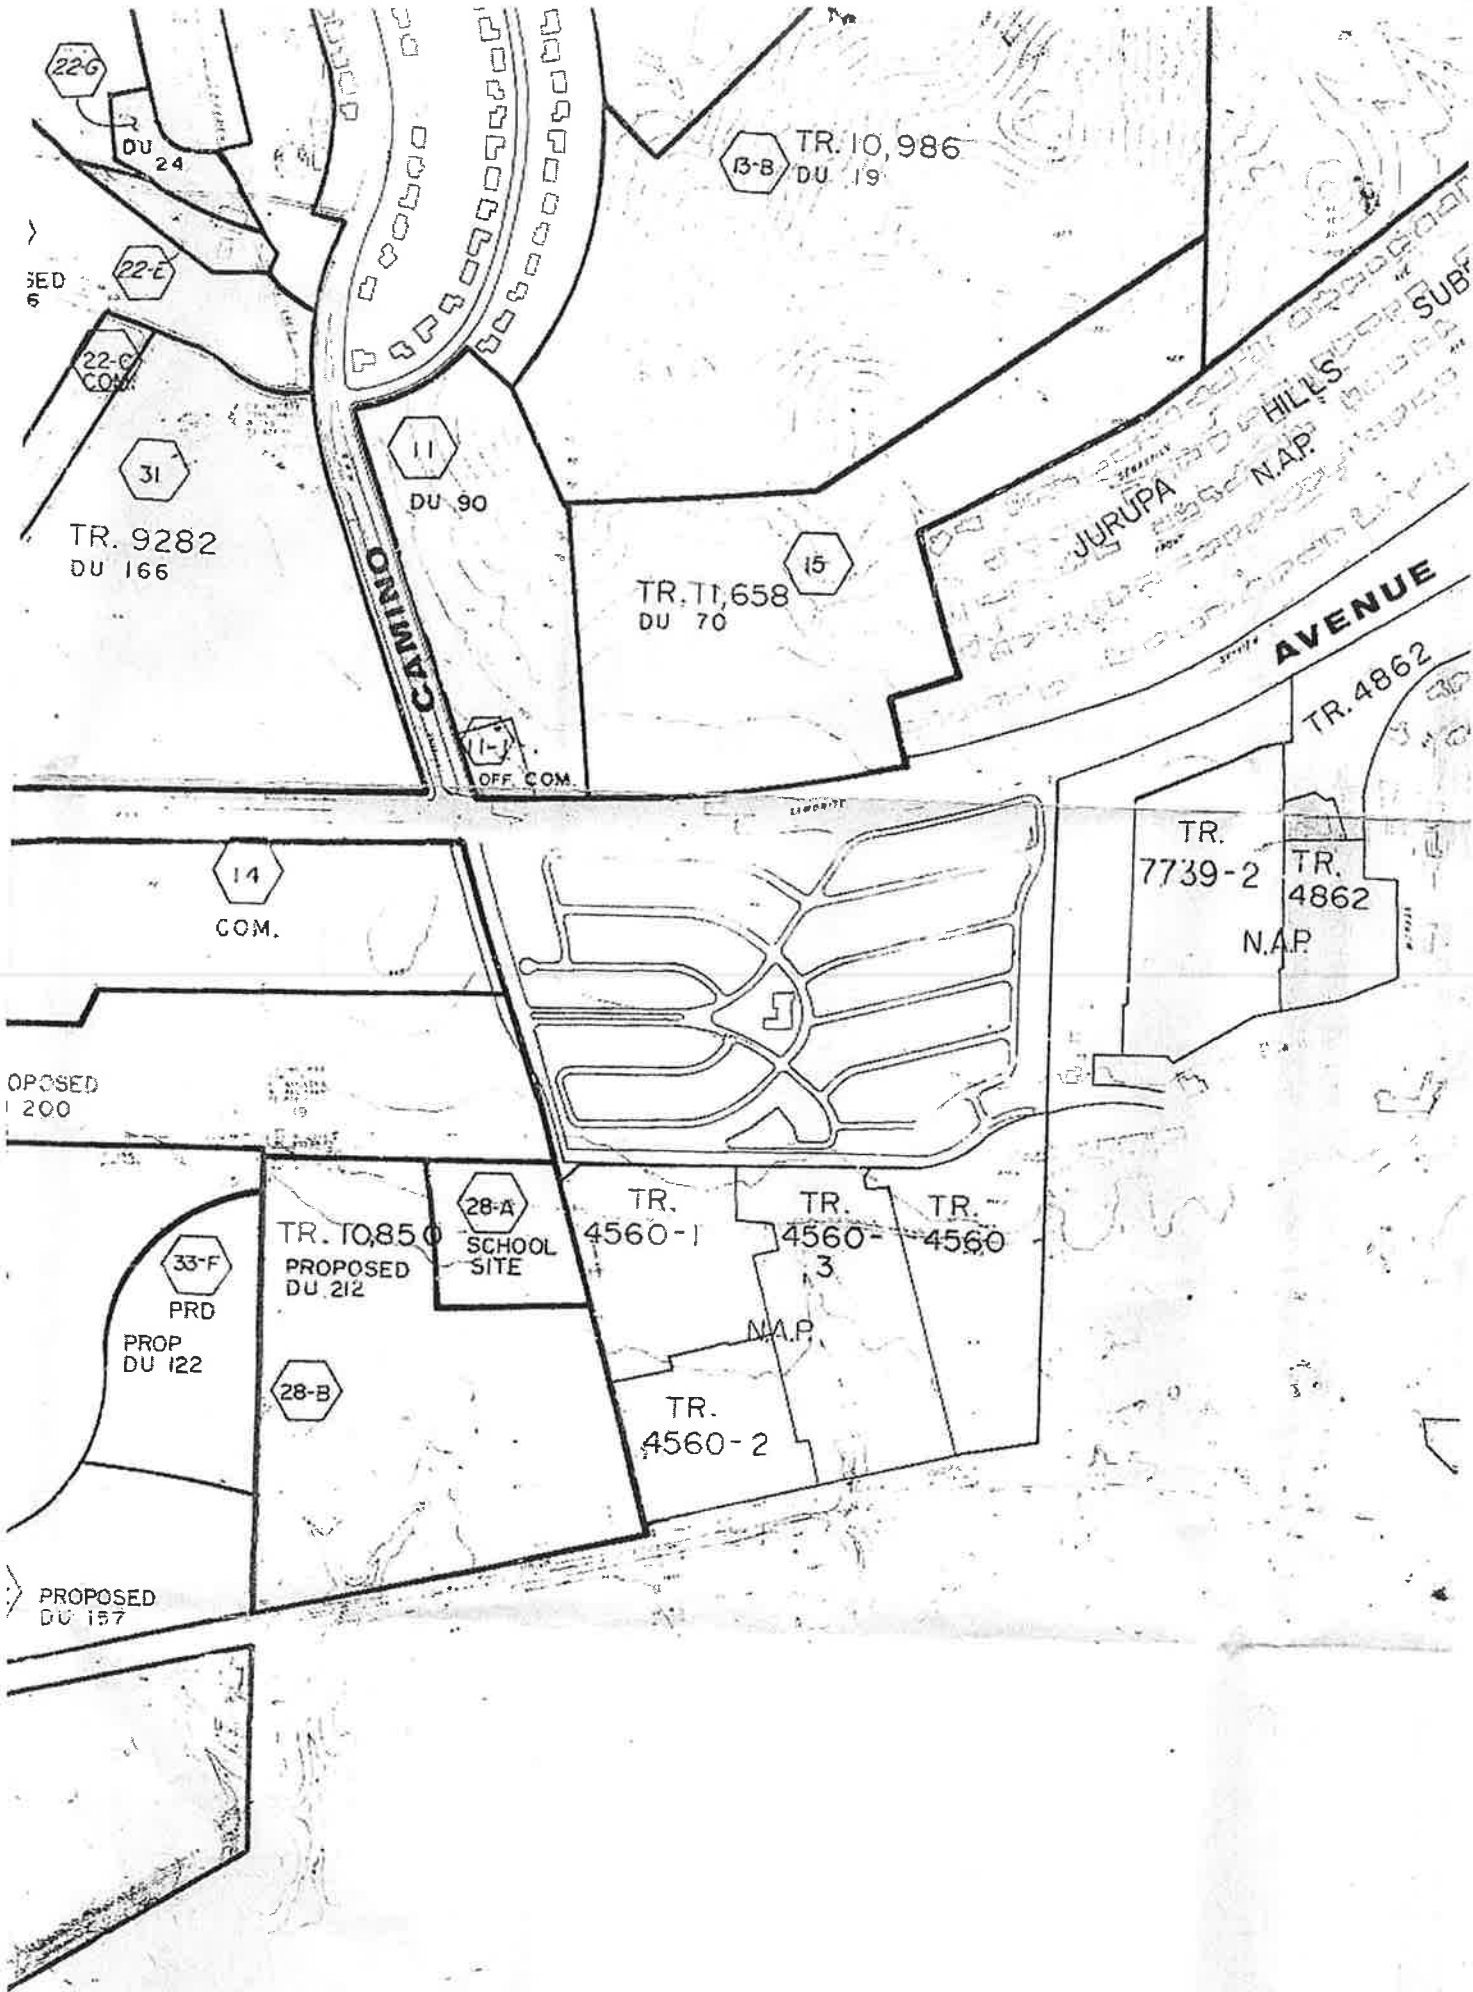 22-G
DU
24
TR. 10,986
13-B
DU 19
22-E
SED
6
SUB
22-C
COM.
HILLS
11
N.A.P.
31
DU 90
JURUPA
TR. 9282
DU 166
15
TR. 11,658
DU 70
CAMINO
AVENUE
TR. 4862
11-J
OFF. COM.
LIMONITE
TR.
7739-2
TR.
4862
14
COM.
N.A.P.
OPOSED
200
28-A
SCHOOL
SITE
TR.
4560-1
TR.
4560-
3
TR.
4560
TR. 10,850
PROPOSED
DU 212
33-F
PRD
PROP
DU 122
N.A.P.
28-B
TR.
4560-2
PROPOSED
DU 157